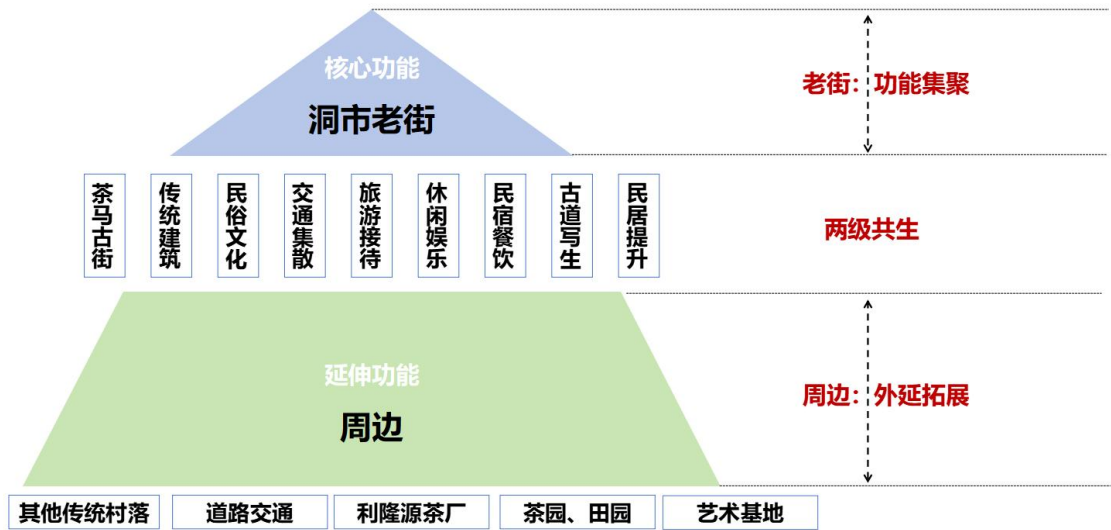 核心功能
洞市老街
老街：功能集聚
茶马古街
传统建筑
民俗文化
交通集散
旅游接待
休闲娱乐
民宿餐饮
古道写生
民居提升
两级共生
延伸功能
周边
周边：外延拓展
其他传统村落
道路交通
利隆源茶厂
茶园、田园
艺术基地